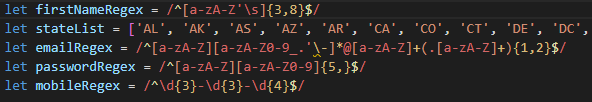 let firstNameRegex = /^[a-zA-Z'\s]{3,8}$/
let stateList = ['AL', 'AK', 'AS', 'AZ', 'AR', 'CA', 'CO', 'CT', 'DE', 'DC',
let emailRegex = /^[a-zA-Z][a-zA-Z0-9_.'\-]*@[a-zA-Z]+(.[a-zA-Z]+){1,2}$/
let passwordRegex = /^[a-zA-Z][a-zA-Z0-9]{5,}$/
let mobileRegex = /^\d{3}-\d{3}-\d{4}$/